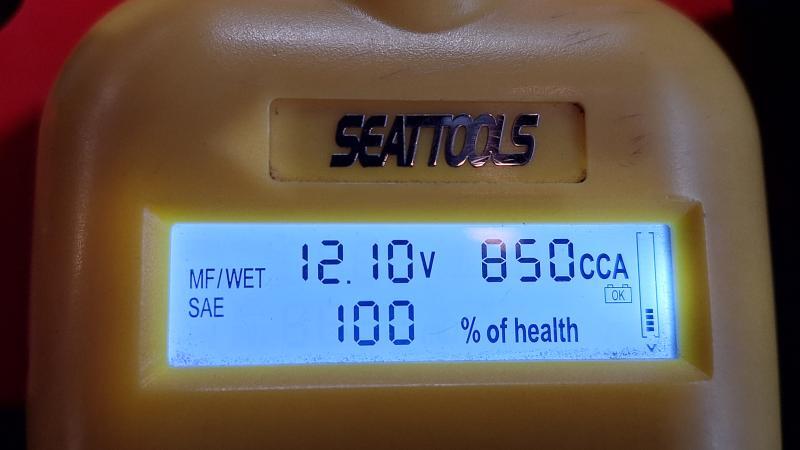 SEATTOOLS
MF/WET 12.10V 850CCA
OK
SAE 100 % of health